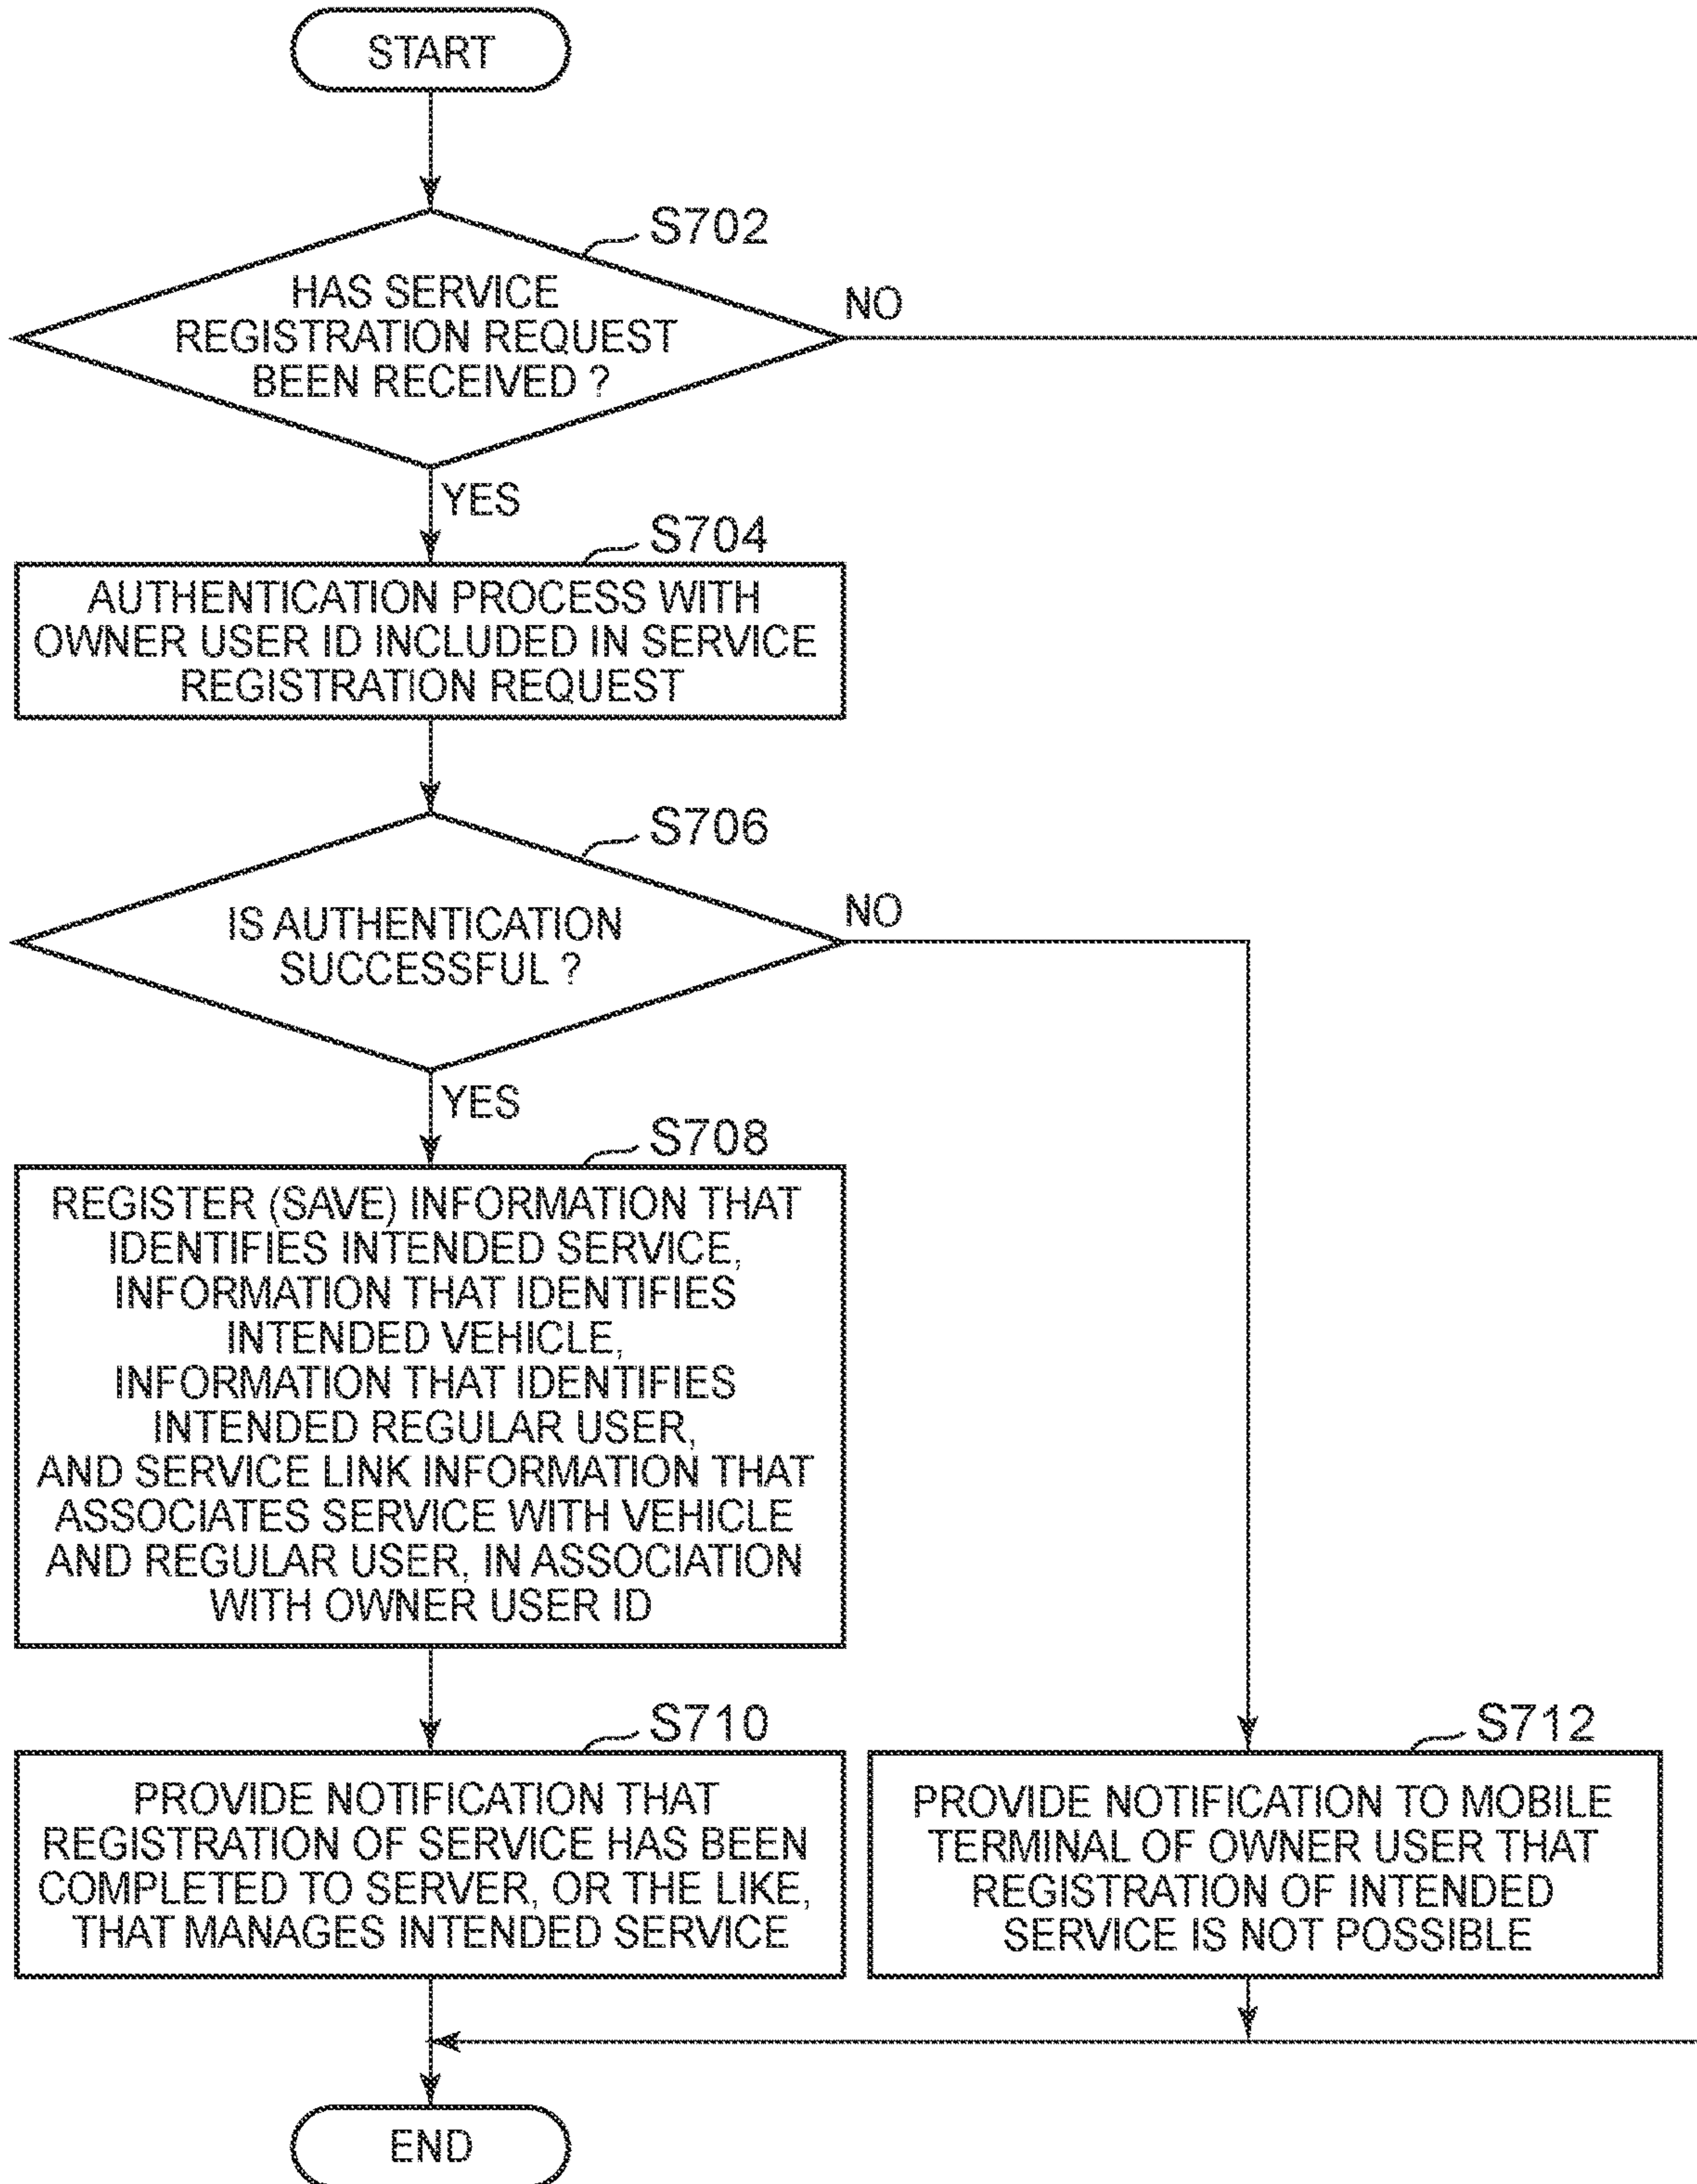 START
S702
HAS SERVICE
REGISTRATION REQUEST
BEEN RECEIVED ?
NO
YES
S704
AUTHENTICATION PROCESS WITH
OWNER USER ID INCLUDED IN SERVICE
REGISTRATION REQUEST
S706
IS AUTHENTICATION
SUCCESSFUL ?
NO
YES
S708
REGISTER (SAVE) INFORMATION THAT
IDENTIFIES INTENDED SERVICE,
INFORMATION THAT IDENTIFIES
INTENDED VEHICLE,
INFORMATION THAT IDENTIFIES
INTENDED REGULAR USER,
AND SERVICE LINK INFORMATION THAT
ASSOCIATES SERVICE WITH VEHICLE
AND REGULAR USER, IN ASSOCIATION
WITH OWNER USER ID
S710
PROVIDE NOTIFICATION THAT
REGISTRATION OF SERVICE HAS BEEN
COMPLETED TO SERVER, OR THE LIKE,
THAT MANAGES INTENDED SERVICE
S712
PROVIDE NOTIFICATION TO MOBILE
TERMINAL OF OWNER USER THAT
REGISTRATION OF INTENDED
SERVICE IS NOT POSSIBLE
END